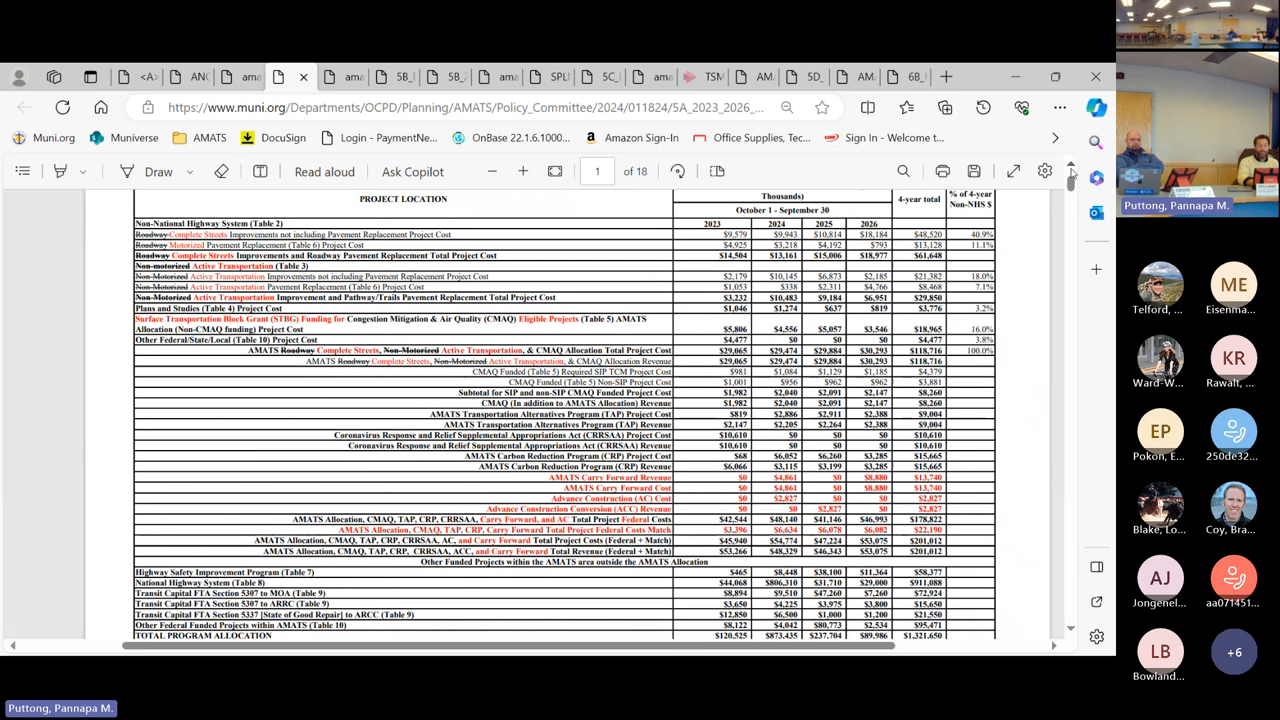 <A>
AN(
ama
ama
5B_
5B_
ama
SPL
5C_
ama
TSM
AM
5D_
AM
6B_
https://www.muni.org/Departments/OCPD/Planning/AMATS/Policy_Committee/2024/011824/5A_2023_2026_...
Muni.org
Muniverse
AMATS
DocuSign
Login - PaymentNe...
OnBase 22.1.6.1000...
Amazon Sign-In
Office Supplies, Tec...
Sign In - Welcome t...
Draw
Read aloud
Ask Copilot
1 of 18
PROJECT LOCATION Thousands 4-year total % of 4-year Non-NHS $
October 1 - September 30
2023 2024 2025 2026
Non-National Highway System (Table 2)
Roadway Complete Streets Improvements not including Pavement Replacement Project Cost $9,579 $9,943 $10,814 $18,184 $48,520 40.9%
Roadway Motorized Pavement Replacement (Table 6) Project Cost $4,925 $3,218 $4,192 $793 $13,128 11.1%
Roadway Complete Streets Improvements and Roadway Pavement Replacement Total Project Cost $14,504 $13,161 $15,006 $18,977 $61,648
Non-motorized Active Transportation (Table 3)
Non-Motorized Active Transportation Improvements not including Pavement Replacement Project Cost $2,179 $10,145 $6,873 $2,185 $21,382 18.0%
Non-Motorized Active Transportation Pavement Replacement (Table 6) Project Cost $1,053 $338 $2,311 $4,766 $8,468 7.1%
Non-Motorized Active Transportation Improvement and Pathway/Trails Pavement Replacement Total Project Cost $3,232 $10,483 $9,184 $6,951 $29,850
Plans and Studies (Table 4) Project Cost $1,046 $1,274 $637 $819 $3,776 3.2%
Surface Transportation Block Grant (STBG) Funding for Congestion Mitigation & Air Quality (CMAQ) Eligible Projects (Table 5) AMATS
Allocation (Non-CMAQ funding) Project Cost $5,806 $4,556 $5,057 $3,546 $18,965 16.0%
Other Federal/State/Local (Table 10) Project Cost $4,477 $0 $0 $0 $4,477 3.8%
AMATS Roadway Complete Streets, Non-Motorized Active Transportation, & CMAQ Allocation Total Project Cost $29,065 $29,474 $29,884 $30,293 $118,716 100.0%
AMATS Roadway Complete Streets, Non-Motorized Active Transportation, & CMAQ Allocation Revenue $29,065 $29,474 $29,884 $30,293 $118,716
CMAQ Funded (Table 5) Required SIP TCM Project Cost $981 $1,084 $1,129 $1,185 $4,379
CMAQ Funded (Table 5) Non-SIP Project Cost $1,001 $956 $962 $962 $3,881
Subtotal for SIP and non-SIP CMAQ Funded Project Cost $1,982 $2,040 $2,091 $2,147 $8,260
CMAQ (In addition to AMATS Allocation) Revenue $1,982 $2,040 $2,091 $2,147 $8,260
AMATS Transportation Alternatives Program (TAP) Project Cost $819 $2,886 $2,911 $2,388 $9,004
AMATS Transportation Alternatives Program (TAP) Revenue $2,147 $2,205 $2,264 $2,388 $9,004
Coronavirus Response and Relief Supplemental Appropriations Act (CRRSAA) Project Cost $10,610 $0 $0 $0 $10,610
Coronavirus Response and Relief Supplemental Appropriations Act (CRRSAA) Revenue $10,610 $0 $0 $0 $10,610
AMATS Carbon Reduction Program (CRP) Project Cost $68 $6,052 $6,260 $3,285 $15,665
AMATS Carbon Reduction Program (CRP) Revenue $6,066 $3,115 $3,199 $3,285 $15,665
AMATS Carry Forward Revenue $0 $4,861 $0 $8,880 $13,740
AMATS Carry Forward Cost $0 $4,861 $0 $8,880 $13,740
Advance Construction (AC) Cost $0 $2,827 $0 $0 $2,827
Advance Construction Conversion (ACC) Revenue $0 $0 $2,827 $0 $2,827
AMATS Allocation, CMAQ, TAP, CRP, CRRSAA, Carry Forward, and AC Total Project Federal Costs $42,544 $48,140 $41,146 $46,993 $178,822
AMATS Allocation, CMAQ, TAP, CRP, Carry Forward Total Project Federal Costs Match $3,396 $6,634 $6,078 $6,082 $22,190
AMATS Allocation, CMAQ, TAP, CRP, CRRSAA, AC, and Carry Forward Total Project Costs (Federal + Match) $45,940 $54,774 $47,224 $53,075 $201,012
AMATS Allocation, CMAQ, TAP, CRP, CRRSAA, ACC, and Carry Forward Total Revenue (Federal + Match) $53,266 $48,329 $46,343 $53,075 $201,012
Other Funded Projects within the AMATS area outside the AMATS Allocation
Highway Safety Improvement Program (Table 7) $465 $8,448 $38,100 $11,364 $58,377
National Highway System (Table 8) $44,068 $806,310 $31,710 $29,000 $911,088
Transit Capital FTA Section 5307 to MOA (Table 9) $8,894 $9,510 $47,260 $7,260 $72,924
Transit Capital FTA Section 5307 to ARRC (Table 9) $3,650 $4,225 $3,975 $3,800 $15,650
Transit Capital FTA Section 5337 [State of Good Repair] to ARCC (Table 9) $12,850 $6,500 $1,000 $1,200 $21,550
Other Federal Funded Projects within AMATS (Table 10) $8,122 $4,042 $80,773 $2,534 $95,471
TOTAL PROGRAM ALLOCATION $120,525 $873,435 $237,704 $89,986 $1,321,650
Puttong, Pannapa M.
Telford, ...
ME
Eisenma...
Ward-W...
KR
Rawalt, ...
EP
Pokon, E...
250de32...
Blake, Lo...
Coy, Bra...
AJ
Jongenel...
aa071451...
LB
Bowland...
+6
Puttong, Pannapa M.